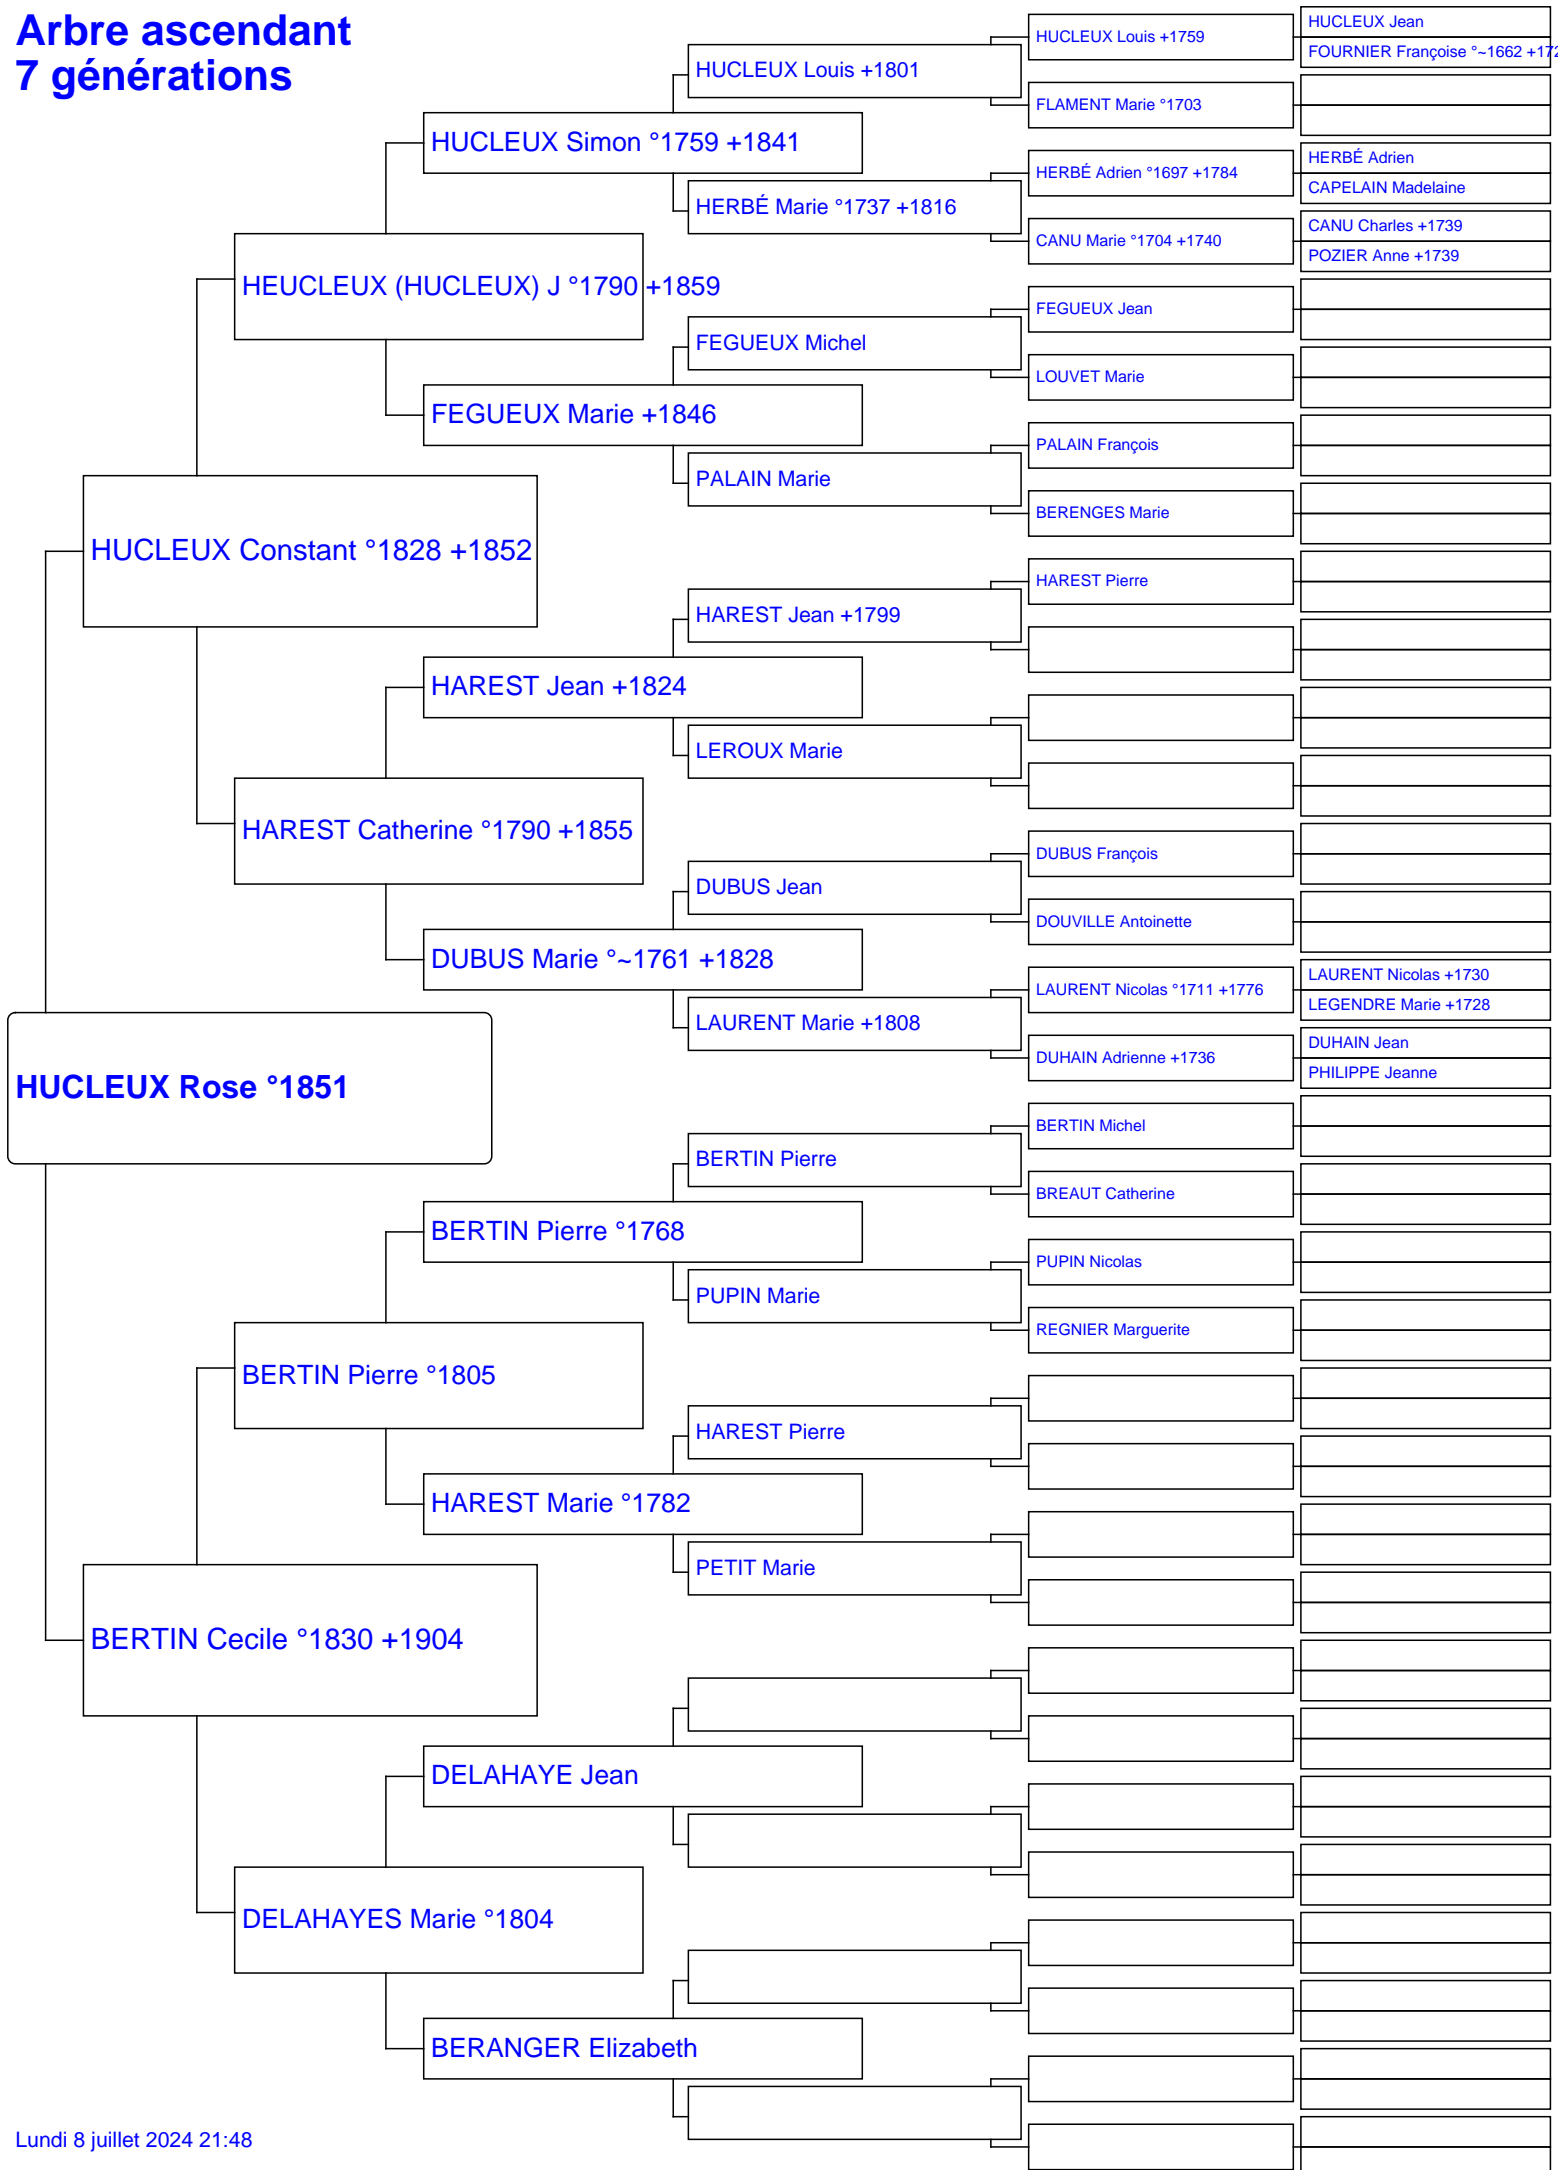 Arbre ascendant
7 générations
HUCLEUX Rose °1851
HUCLEUX Constant °1828 +1852
BERTIN Cecile °1830 +1904
HEUCLEUX (HUCLEUX) J °1790 +1859
HAREST Catherine °1790 +1855
BERTIN Pierre °1805
DELAHAYES Marie °1804
HUCLEUX Simon °1759 +1841
FEGUEUX Marie +1846
HAREST Jean +1824
DUBUS Marie °~1761 +1828
BERTIN Pierre °1768
HAREST Marie °1782
DELAHAYE Jean
BERANGER Elizabeth
HUCLEUX Louis +1801
HERBÉ Marie °1737 +1816
FEGUEUX Michel
PALAIN Marie
HAREST Jean +1799
LEROUX Marie
DUBUS Jean
LAURENT Marie +1808
BERTIN Pierre
PUPIN Marie
HAREST Pierre
PETIT Marie
HUCLEUX Louis +1759
FLAMENT Marie °1703
HERBÉ Adrien °1697 +1784
CANU Marie °1704 +1740
FEGUEUX Jean
LOUVET Marie
PALAIN François
BERENGES Marie
HAREST Pierre
DUBUS François
DOUVILLE Antoinette
LAURENT Nicolas °1711 +1776
DUHAIN Adrienne +1736
BERTIN Michel
BREAUT Catherine
PUPIN Nicolas
REGNIER Marguerite
HUCLEUX Jean
FOURNIER Françoise °~1662
HERBÉ Adrien
CAPELAIN Madelaine
CANU Charles +1739
POZIER Anne +1739
LAURENT Nicolas +1730
LEGENDRE Marie +1728
DUHAIN Jean
PHILIPPE Jeanne
Lundi 8 juillet 2024 21:48